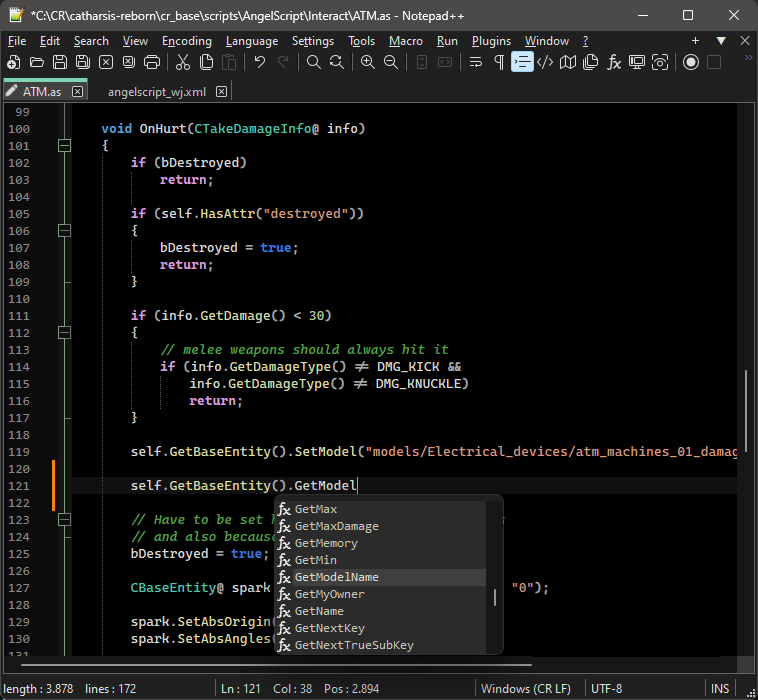 *C:\CR\catharsis-reborn\cr_base\scripts\AngelScript\Interact\ATM.as - Notepad++
File Edit Search View Encoding Language Settings Tools Macro Run Plugins Window ? + ▼ X
ATM.as angelscript_wj.xml
99
100 void OnHurt(CTakeDamageInfo@ info)
101 {
102 if (bDestroyed)
103 return;
104
105 if (self.HasAttr("destroyed"))
106 {
107 bDestroyed = true;
108 return;
109 }
110
111 if (info.GetDamage() < 30)
112 {
113 // melee weapons should always hit it
114 if (info.GetDamageType() ≠ DMG_KICK &&
115 info.GetDamageType() ≠ DMG_KNUCKLE)
116 return;
117 }
118
119 self.GetBaseEntity().SetModel("models/Electrical_devices/atm_machines_01_damag
120
121 self.GetBaseEntity().GetModel
122
123 // Have to be set
124 // and also because
125 bDestroyed = true;
126
127 CBaseEntity@ spark "0");
128
129 spark.SetAbsOrigin(
130 spark.SetAbsAngles(
131
GetMax
GetMaxDamage
GetMemory
GetMin
GetModelName
GetMyOwner
GetName
GetNextKey
GetNextTrueSubKey
length : 3.878 lines : 172 Ln : 121 Col : 38 Pos : 2.894 Windows (CR LF) UTF-8 INS